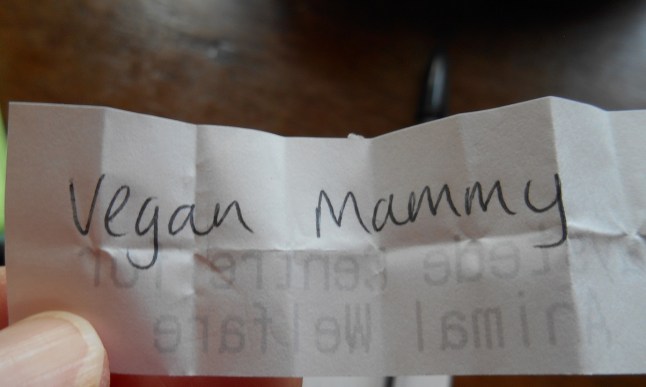 Vegan Mammy
Centre for
Animal Welfare